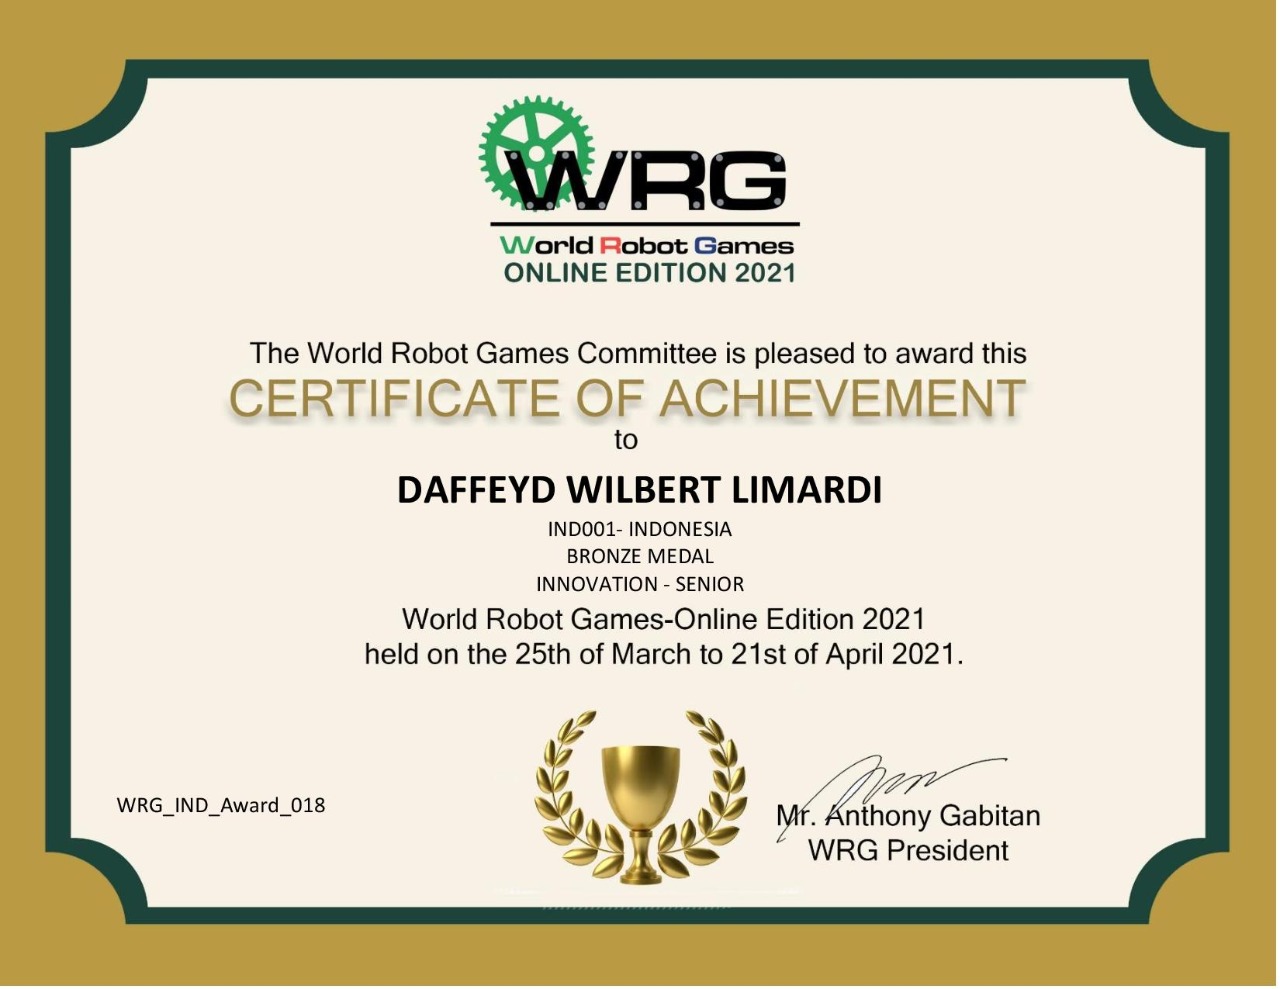 WRG
World Robot Games
ONLINE EDITION 2021
The World Robot Games Committee is pleased to award this
CERTIFICATE OF ACHIEVEMENT
to
DAFFEYD WILBERT LIMARDI
IND001- INDONESIA
BRONZE MEDAL
INNOVATION - SENIOR
World Robot Games-Online Edition 2021
held on the 25th of March to 21st of April 2021.
WRG_IND_Award_018
Mr. Anthony Gabitan
WRG President